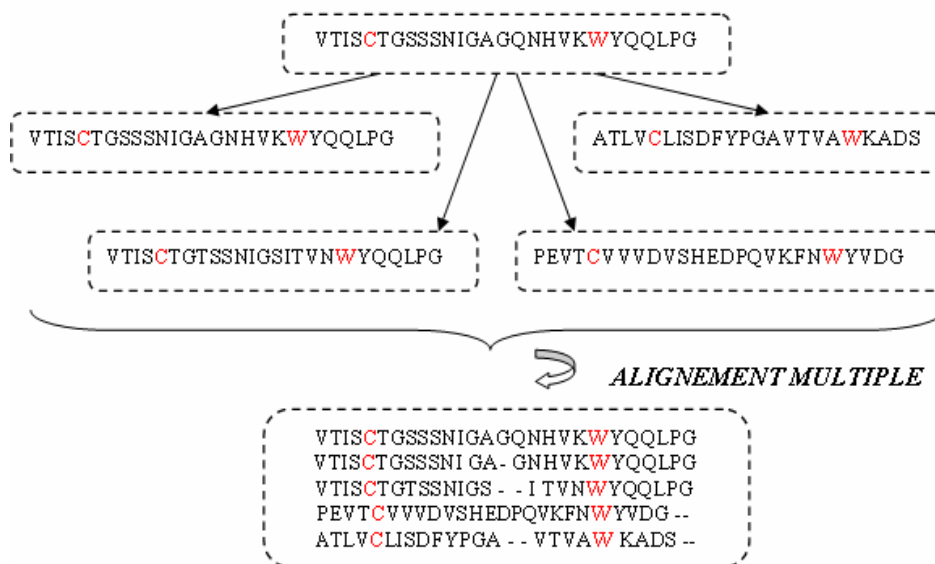 VTISCTGSSSNIGAGQNHVKWYQQLPG
VTISCTGSSSNIGAGNHVKWYQQLPG
ATLVCLISDFYPGAVTVAWKADS
VTISCTGTSSNIGSITVNWYQQLPG
PEVTCVVVDVSHEDPQVKFNWYVDG
ALIGNEMENT MULTIPLE
VTISCTGSSSNIGAGQNHVKWYQQLPG
VTISCTGSSSNI GA-GNHVKWYQQLPG
VTISCTGTSSNIGS - - I TVNWYQQLPG
PEVTCVVVDVSHEDPQVKFNWYVDG --
ATLVCLISDFYPGA - - VTVAW KADS --